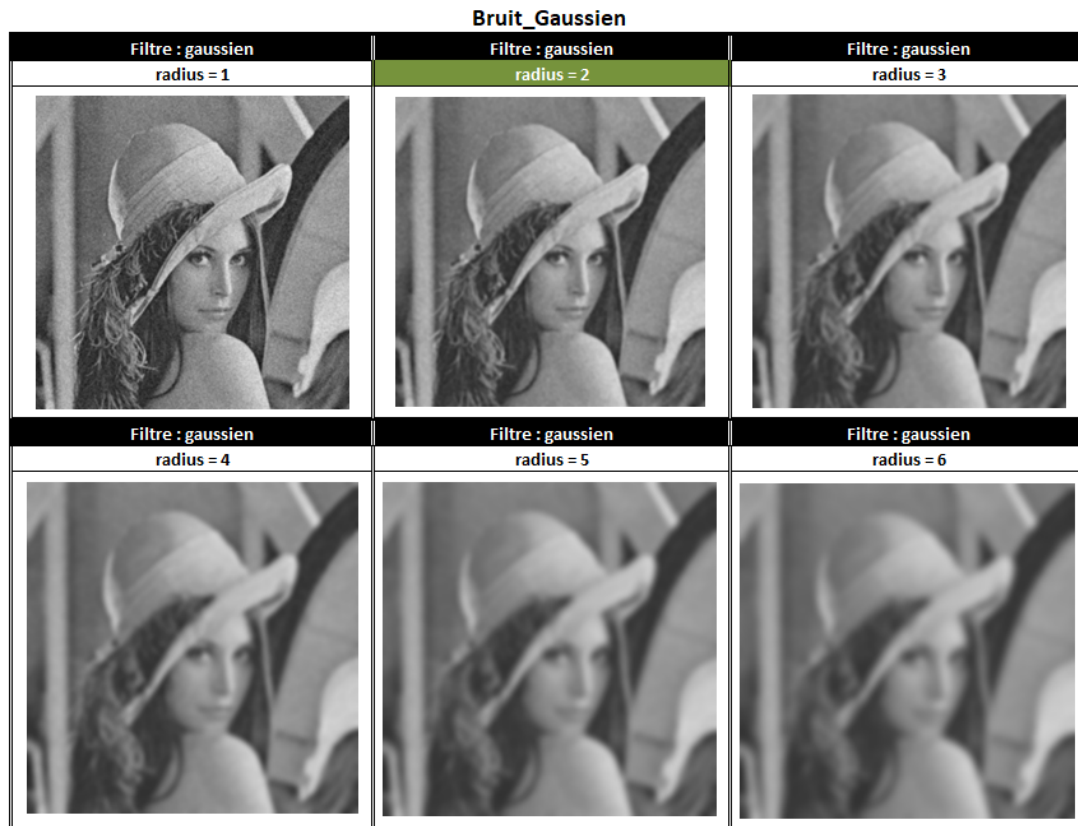 Bruit_Gaussien
Filtre : gaussien
Filtre : gaussien
Filtre : gaussien
radius = 1
radius = 2
radius = 3
Filtre : gaussien
Filtre : gaussien
Filtre : gaussien
radius = 4
radius = 5
radius = 6